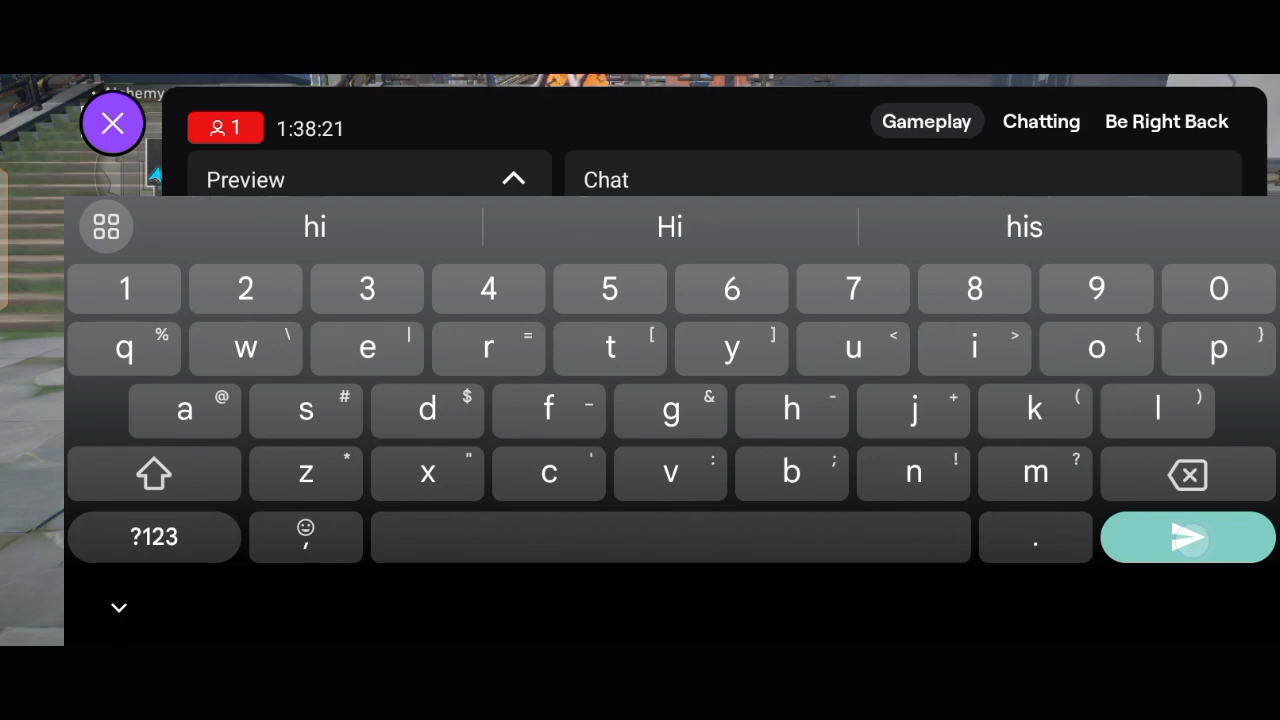 Alchemy
1 1:38:21 Gameplay Chatting Be Right Back
Preview Chat
hi Hi his
1 2 3 4 5 6 7 8 9 0
q % w \ e | r = t [ y ] u < i > o { p }
a @ s # d $ f _ g & h - j + k ( l )
z * x " c ' v : b ; n ! m ?
?123 , .